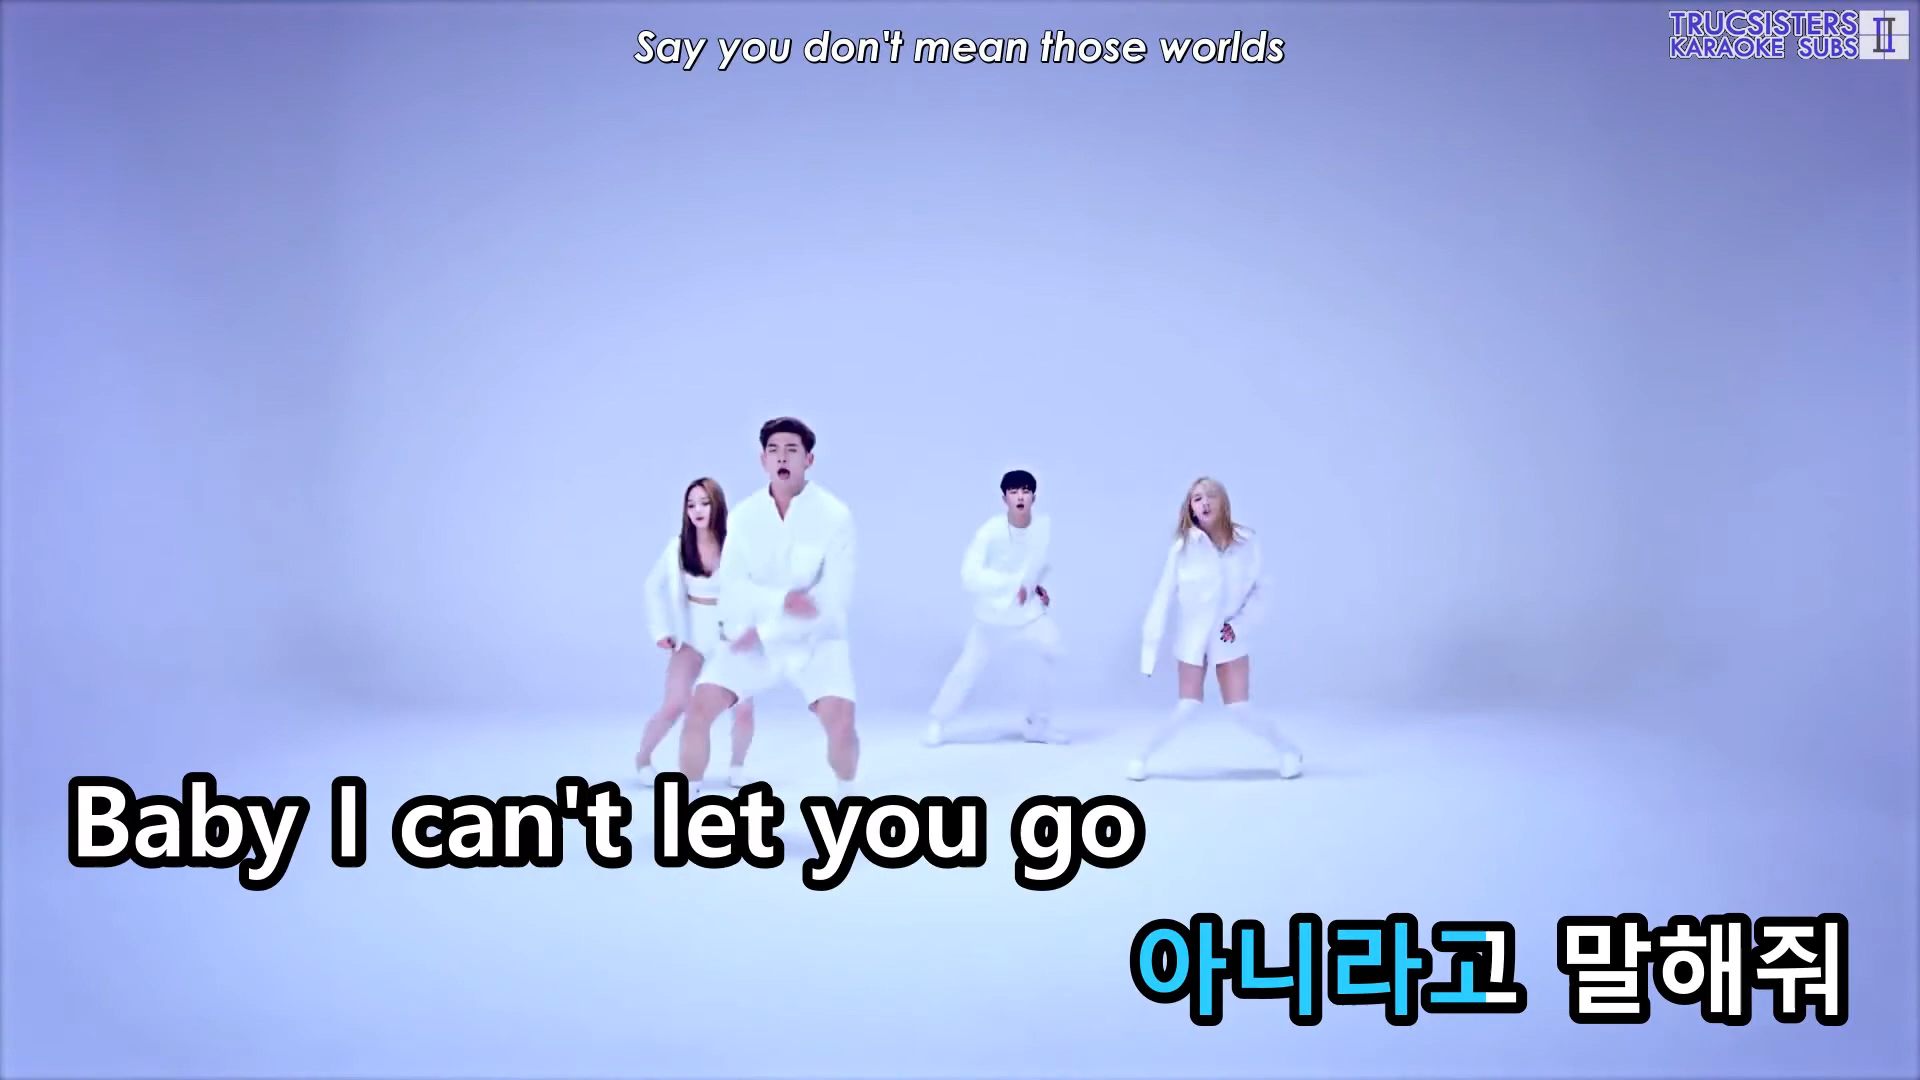 Say you don't mean those worlds
TRUCSISTERS
KARAOKE SUBS
Baby I can't let you go
아니라고 말해줘